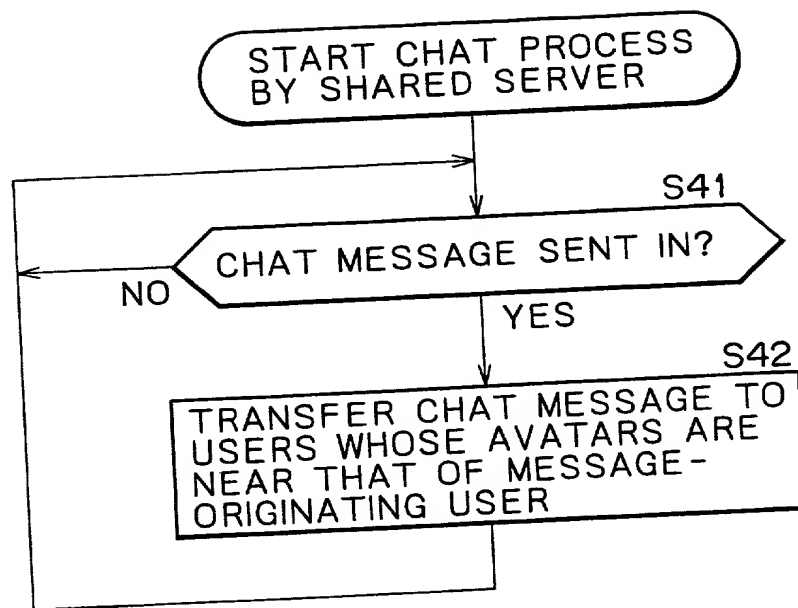 START CHAT PROCESS
BY SHARED SERVER
S41
CHAT MESSAGE SENT IN?
NO
YES
S42
TRANSFER CHAT MESSAGE TO
USERS WHOSE AVATARS ARE
NEAR THAT OF MESSAGE-
ORIGINATING USER